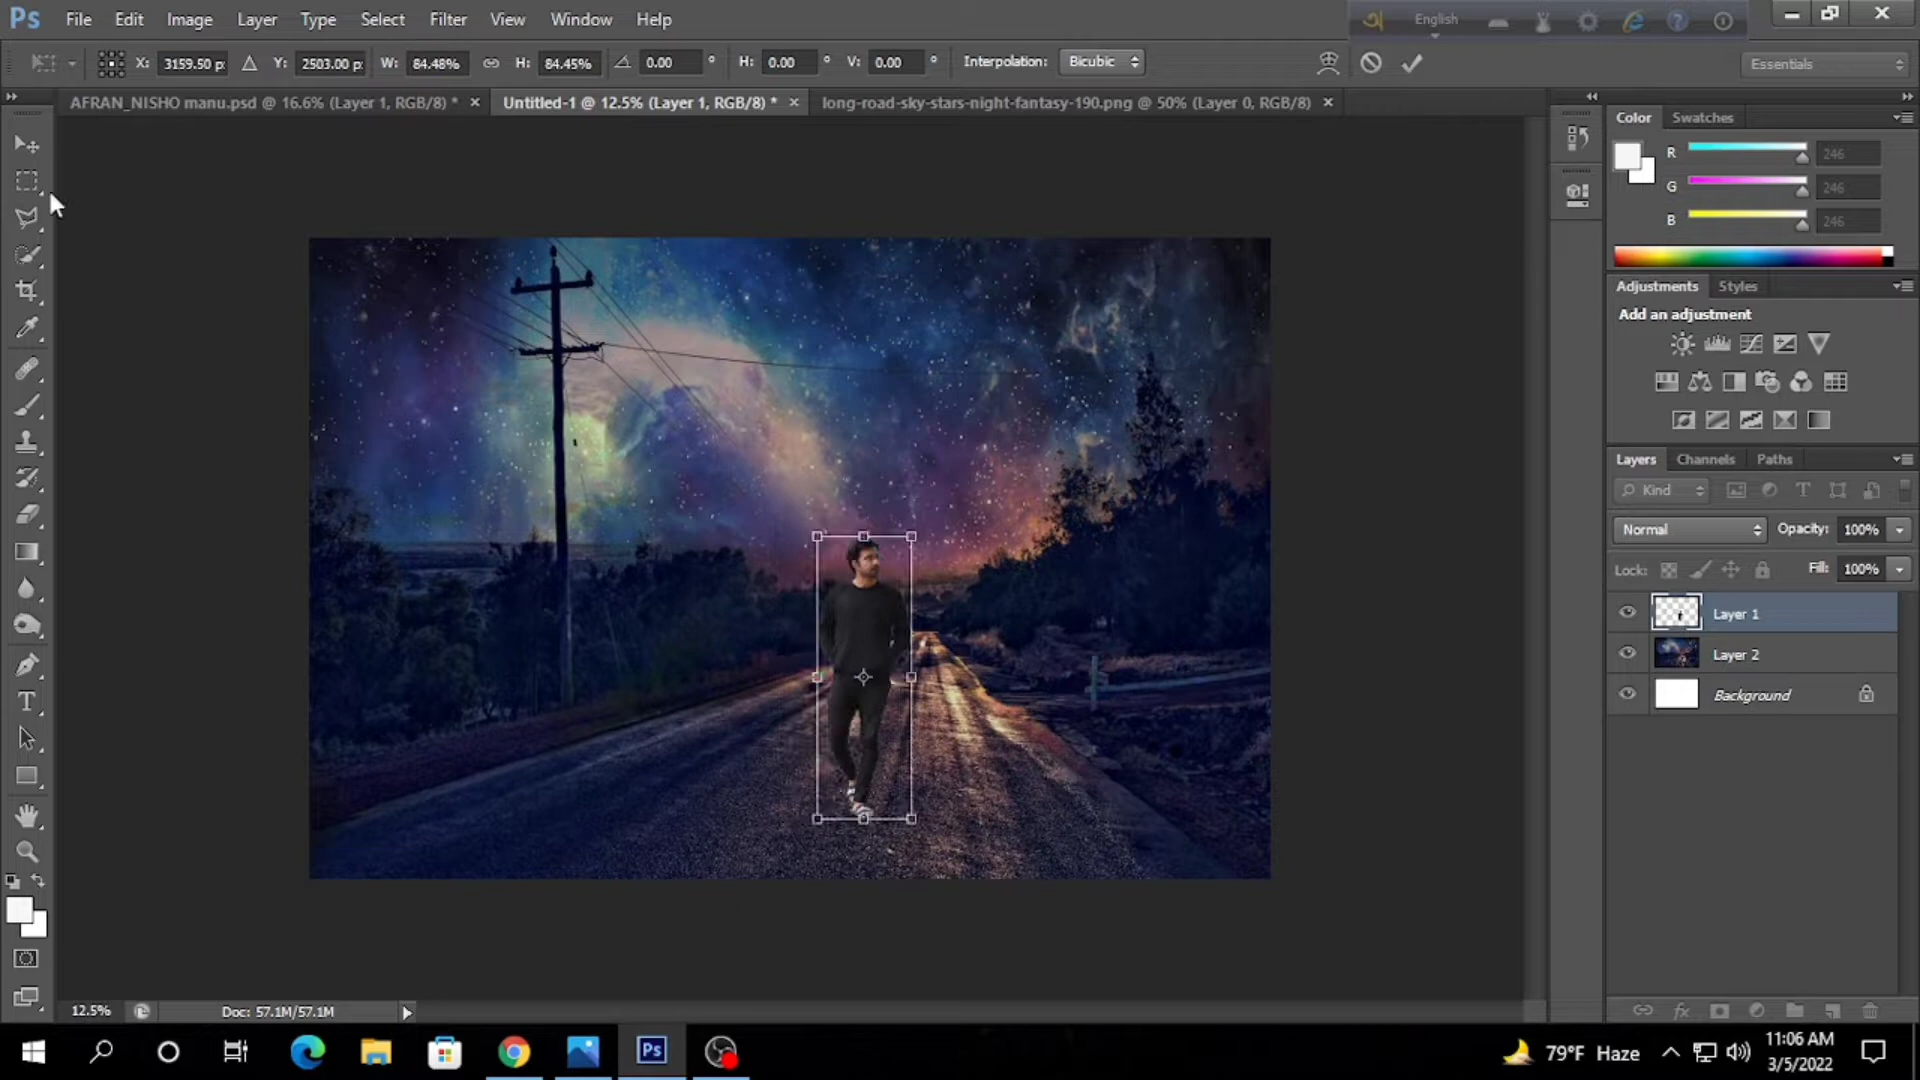 Ps File Edit Image Layer Type Select Filter View Window Help অ English
X: 3159.50 p: Y: 2503.00 p: W: 84.48% H: 84.45% 0.00 ° H: 0.00 ° V: 0.00 ° Interpolation: Bicubic Essentials
AFRAN_NISHO manu.psd @ 16.6% (Layer 1, RGB/8) * × Untitled-1 @ 12.5% (Layer 1, RGB/8) * × long-road-sky-stars-night-fantasy-190.png @ 50% (Layer 0, RGB/8) ×
Color Swatches
R 246
G 246
B 246
Adjustments Styles
Add an adjustment
Layers Channels Paths
Kind
Normal Opacity: 100%
Lock: Fill: 100%
Layer 1
Layer 2
Background
12.5% Doc: 57.1M/57.1M
Ps 79°F Haze 11:06 AM
3/5/2022